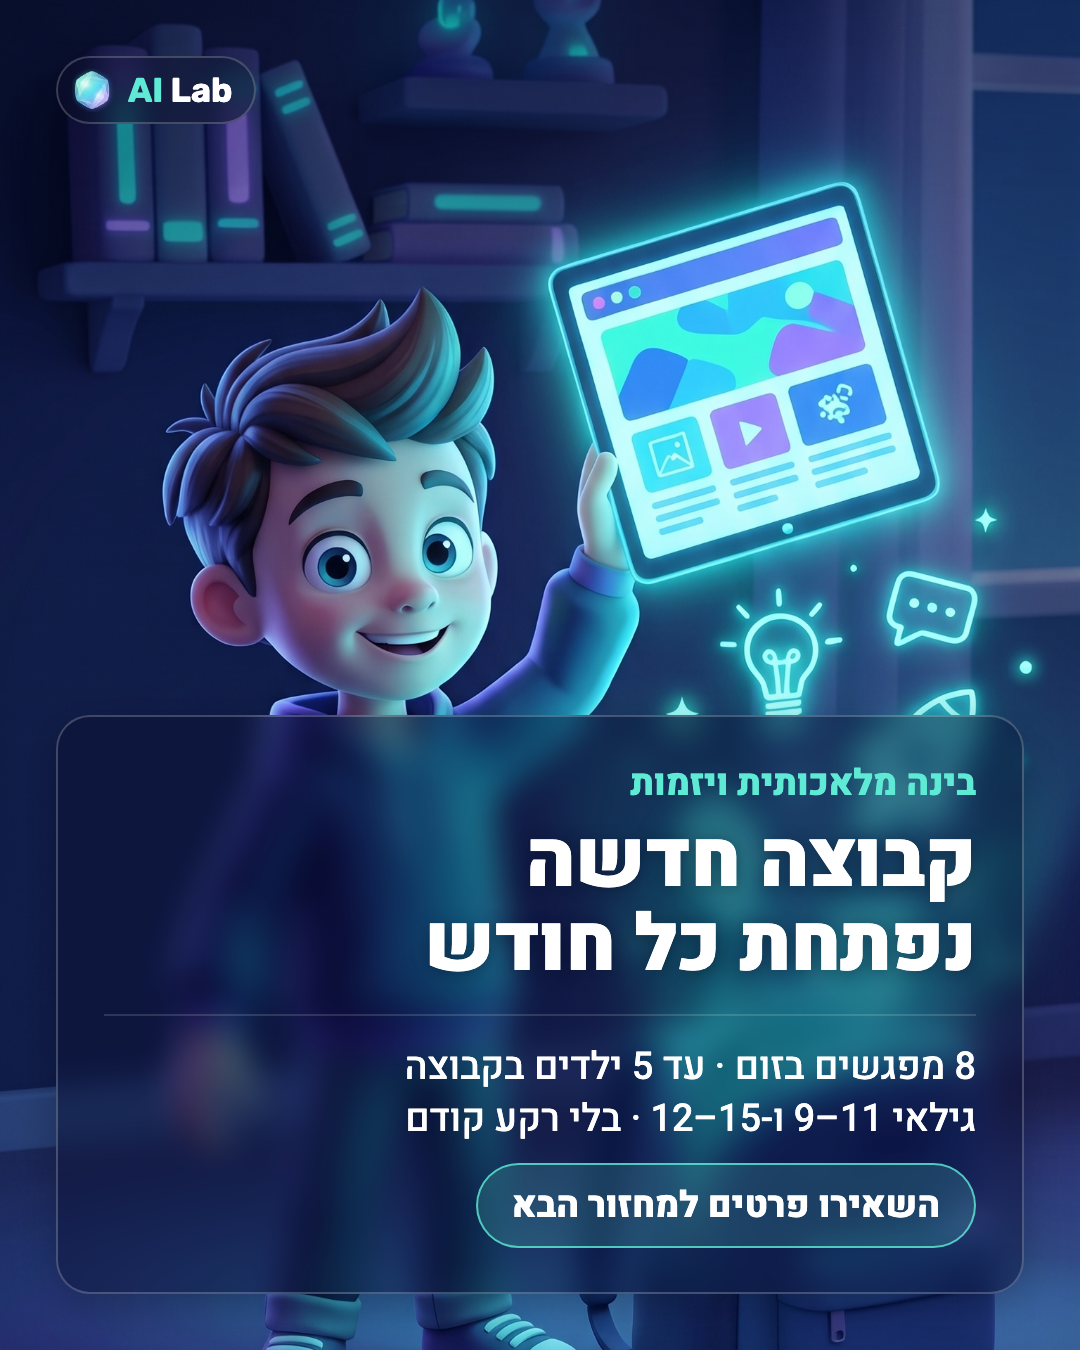 AI Lab
בינה מלאכותית ויזמות
קבוצה חדשה
נפתחת כל חודש
8 מפגשים בזום · עד 5 ילדים בקבוצה
גילאי 9–11 ו-12–15 · בלי רקע קודם
השאירו פרטים למחזור הבא